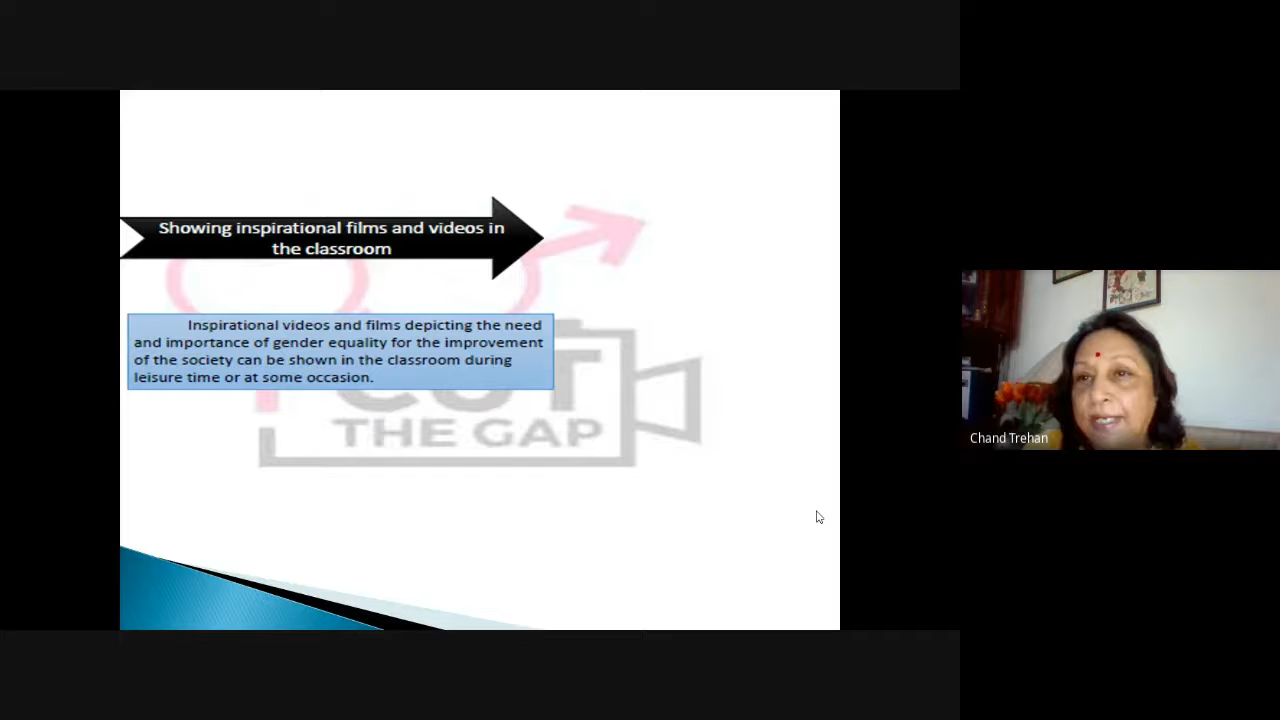 Showing inspirational films and videos in
the classroom
Inspirational videos and films depicting the need
and importance of gender equality for the improvement
of the society can be shown in the classroom during
leisure time or at some occasion.
CUT
THE GAP
Chand Trehan